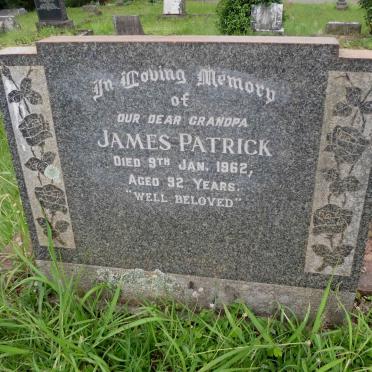 In Loving Memory
of
OUR DEAR GRANDPA
JAMES PATRICK
DIED 9TH JAN. 1962,
AGED 92 YEARS.
"WELL BELOVED"